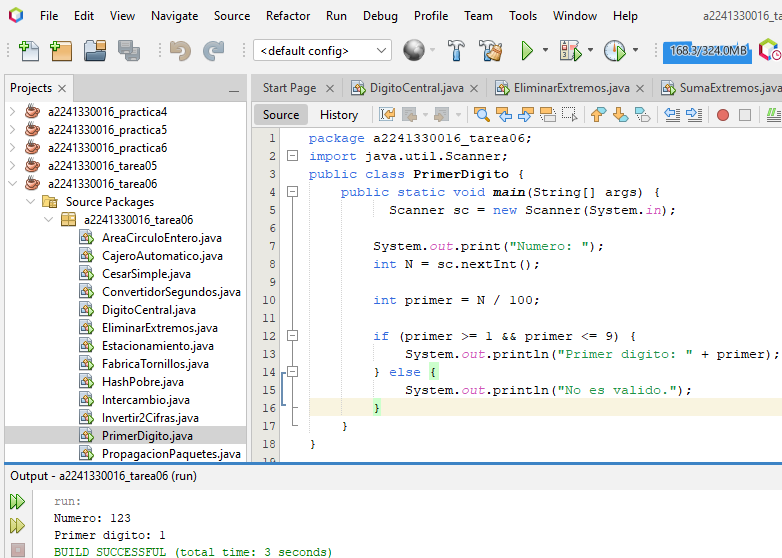 File Edit View Navigate Source Refactor Run Debug Profile Team Tools Window Help a2241330016_ta
<default config> 168.3/324.0MB
Projects Start Page DigitoCentral.java EliminarExtremos.java SumaExtremos.java
Source History
a2241330016_practica4
a2241330016_practica5
a2241330016_practica6
a2241330016_tarea05
a2241330016_tarea06
Source Packages
a2241330016_tarea06
AreaCirculoEntero.java
CajeroAutomatico.java
CesarSimple.java
ConvertidorSegundos.java
DigitoCentral.java
EliminarExtremos.java
Estacionamiento.java
FabricaTornillos.java
HashPobre.java
Intercambio.java
Invertir2Cifras.java
PrimerDigito.java
PropagacionPaquetes.java
1 package a2241330016_tarea06;
2 import java.util.Scanner;
3 public class PrimerDigito {
4 public static void main(String[] args) {
5 Scanner sc = new Scanner(System.in);
6
7 System.out.print("Numero: ");
8 int N = sc.nextInt();
9
10 int primer = N / 100;
11
12 if (primer >= 1 && primer <= 9) {
13 System.out.println("Primer digito: " + primer);
14 } else {
15 System.out.println("No es valido.");
16 }
17 }
18 }
19
Output - a2241330016_tarea06 (run)
run:
Numero: 123
Primer digito: 1
BUILD SUCCESSFUL (total time: 3 seconds)